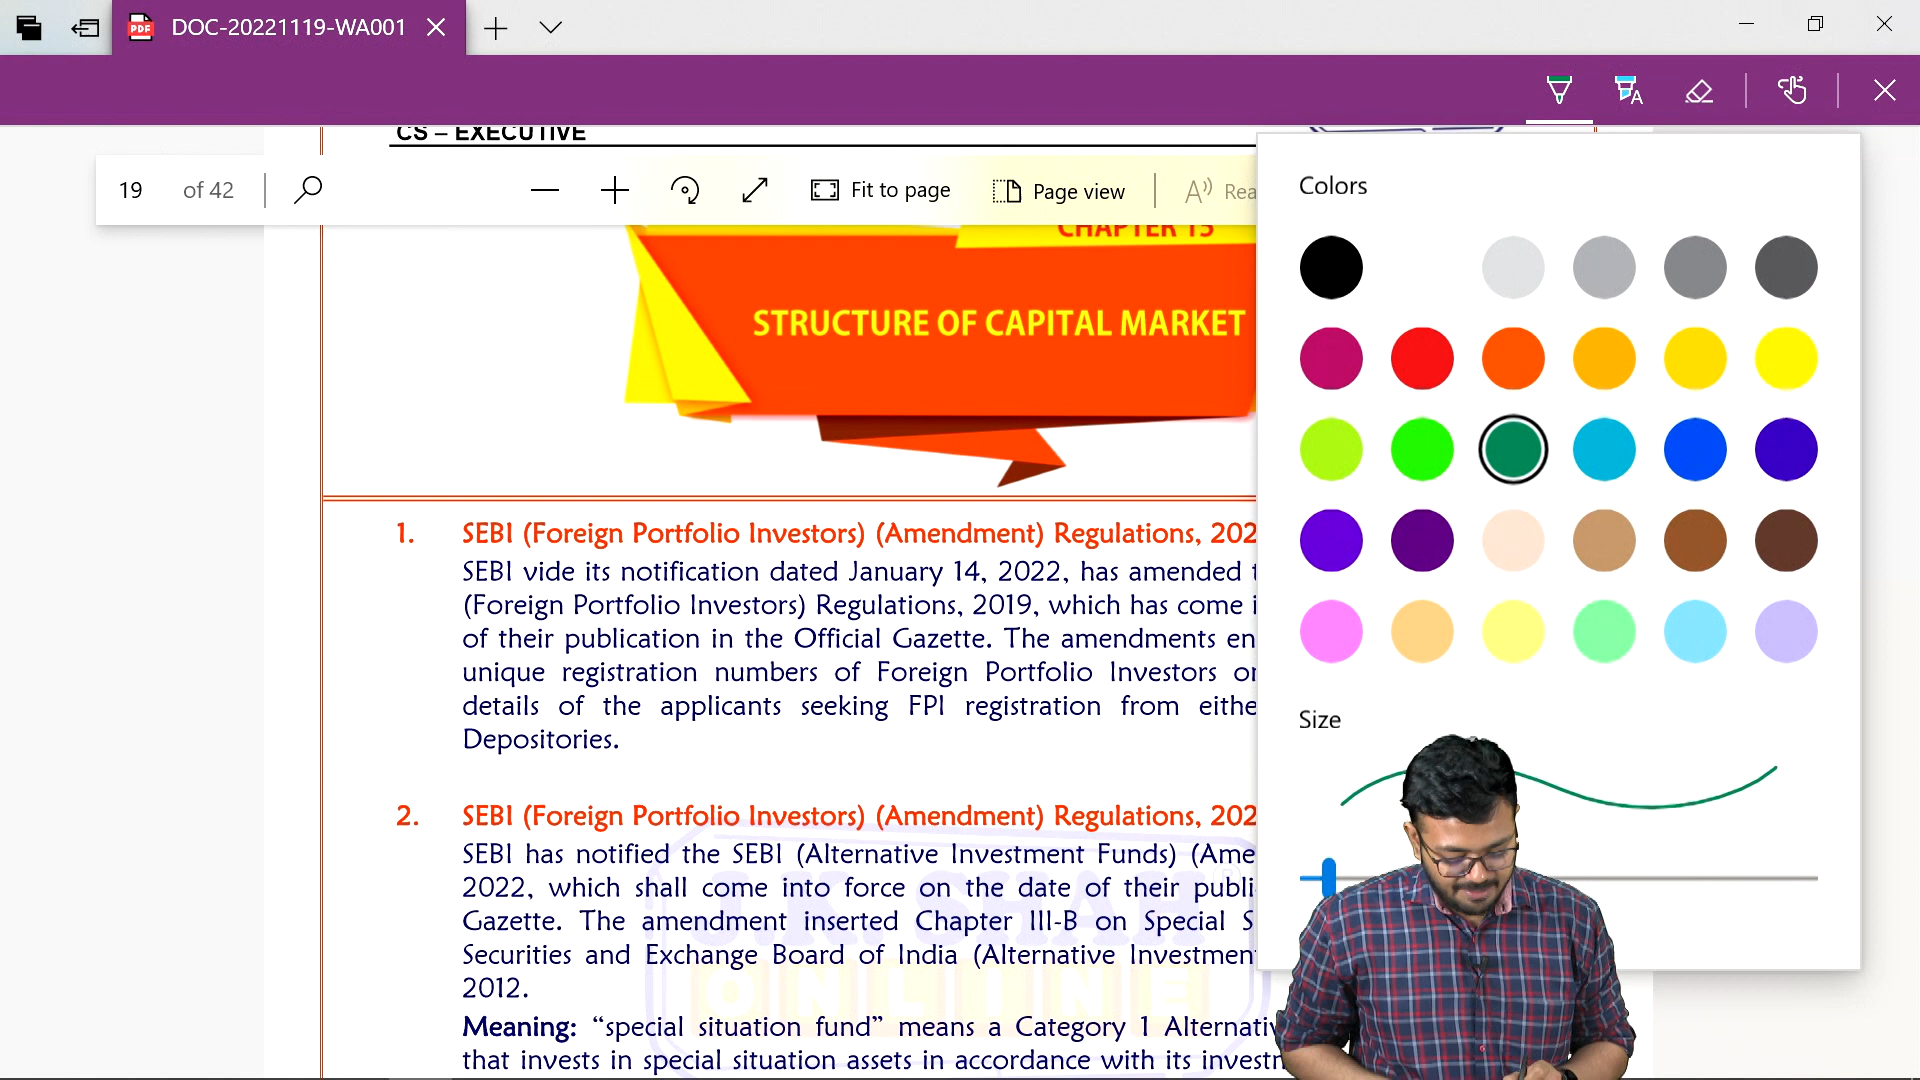 DOC-20221119-WA001
PDF
CS – EXECUTIVE
19 of 42
Fit to page
Page view
Colors
CHAPTER 15
STRUCTURE OF CAPITAL MARKET
1. SEBI (Foreign Portfolio Investors) (Amendment) Regulations, 202
SEBI vide its notification dated January 14, 2022, has amended
(Foreign Portfolio Investors) Regulations, 2019, which has come
of their publication in the Official Gazette. The amendments en
unique registration numbers of Foreign Portfolio Investors or
details of the applicants seeking FPI registration from eithe
Depositories.
Size
2. SEBI (Foreign Portfolio Investors) (Amendment) Regulations, 202
SEBI has notified the SEBI (Alternative Investment Funds) (Ame
2022, which shall come into force on the date of their publi
Gazette. The amendment inserted Chapter III-B on Special S
Securities and Exchange Board of India (Alternative Investmen
2012.
Meaning: “special situation fund” means a Category 1 Alternativ
that invests in special situation assets in accordance with its investm
J.K. SHAH
ONLINE